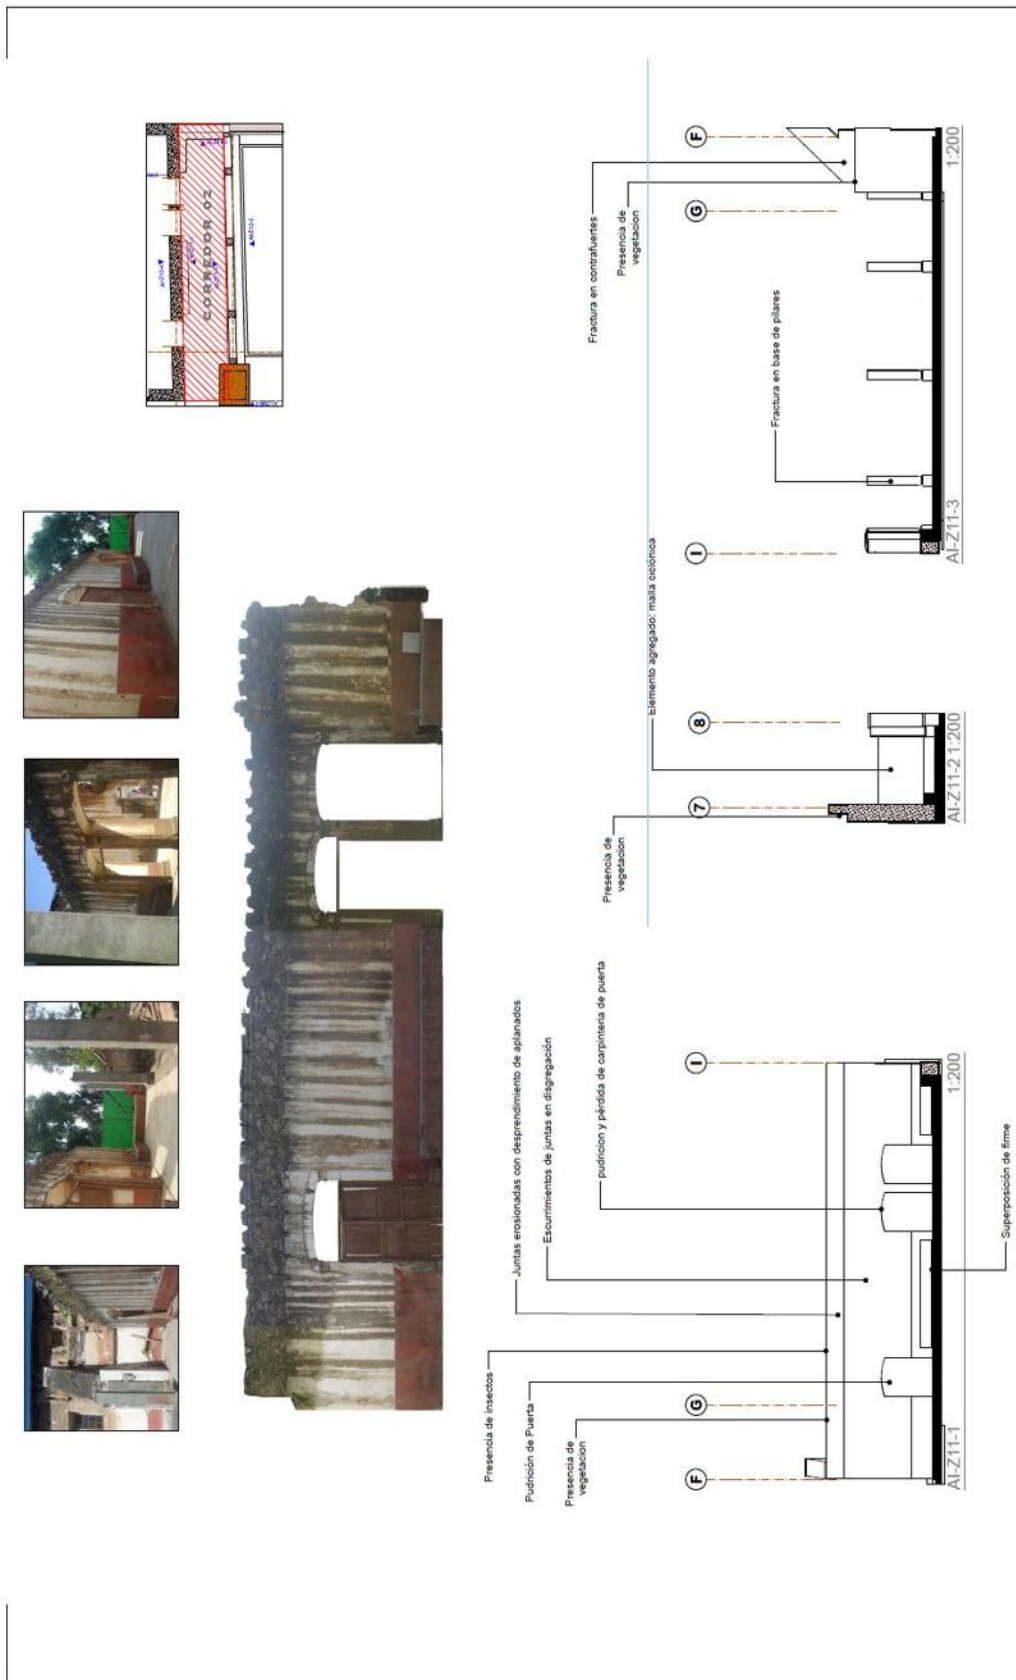 CORREDOR 02
Presencia de insectos
Pudrición de Puerta
Presencia de
vegetacion
Juntas erosionadas con desprendimiento de aplanados
Escurrimientos de juntas en disgregación
pudricion y pérdida de carpinteria de puerta
F
G
I
Superposición de firme
AI-Z11-1
1:200
Presencia de
vegetacion
Elemento agregado: malla ciclónica
7
8
AI-Z11-2 1:200
Fractura en contrafuertes
Presencia de
vegetacion
Fractura en base de pilares
I
G
F
AI-Z11-3
1:200